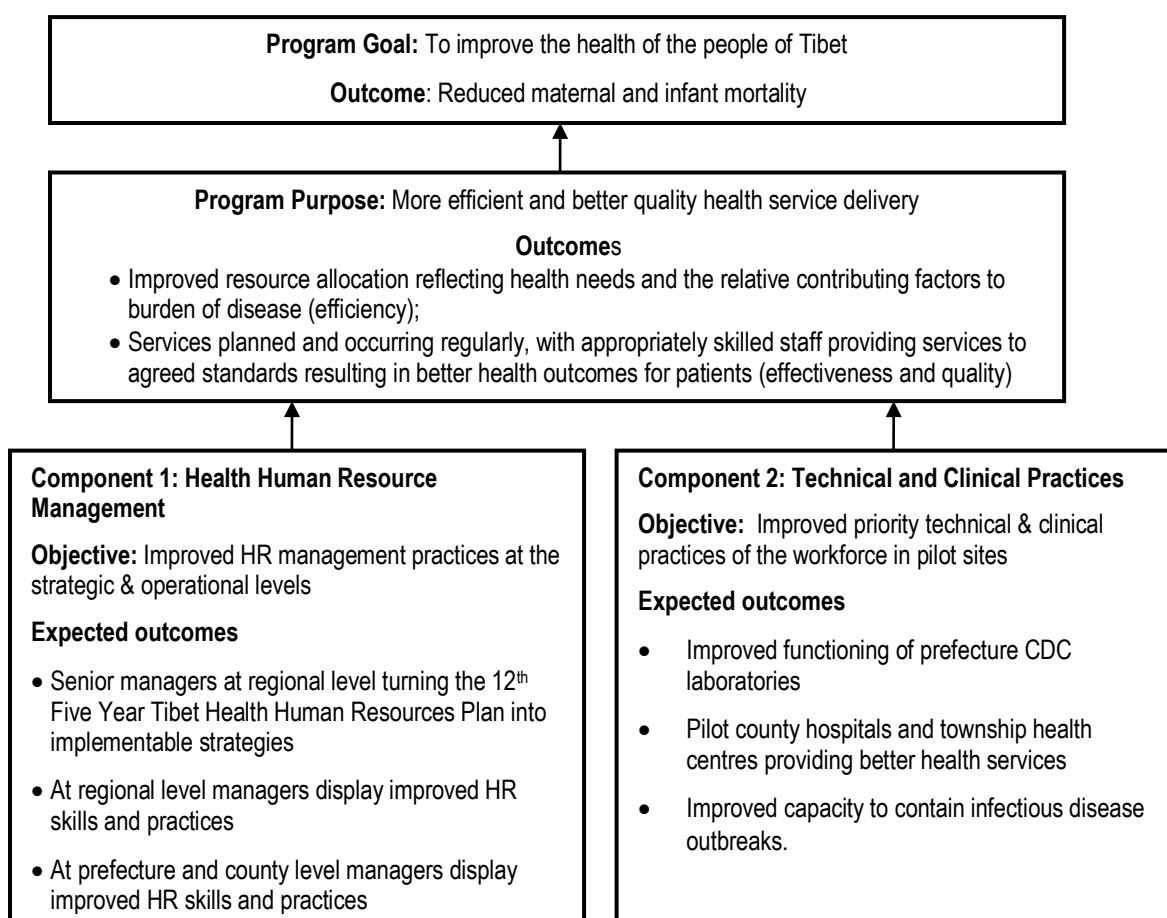 Program Goal: To improve the health of the people of Tibet
Outcome: Reduced maternal and infant mortality
Program Purpose: More efficient and better quality health service delivery
Outcomes
• Improved resource allocation reflecting health needs and the relative contributing factors to
burden of disease (efficiency);
• Services planned and occurring regularly, with appropriately skilled staff providing services to
agreed standards resulting in better health outcomes for patients (effectiveness and quality)
Component 1: Health Human Resource
Management
Objective: Improved HR management practices at the
strategic & operational levels
Expected outcomes
• Senior managers at regional level turning the 12th
Five Year Tibet Health Human Resources Plan into
implementable strategies
• At regional level managers display improved HR
skills and practices
• At prefecture and county level managers display
improved HR skills and practices
Component 2: Technical and Clinical Practices
Objective: Improved priority technical & clinical
practices of the workforce in pilot sites
Expected outcomes
• Improved functioning of prefecture CDC
laboratories
• Pilot county hospitals and township health
centres providing better health services
• Improved capacity to contain infectious disease
outbreaks.